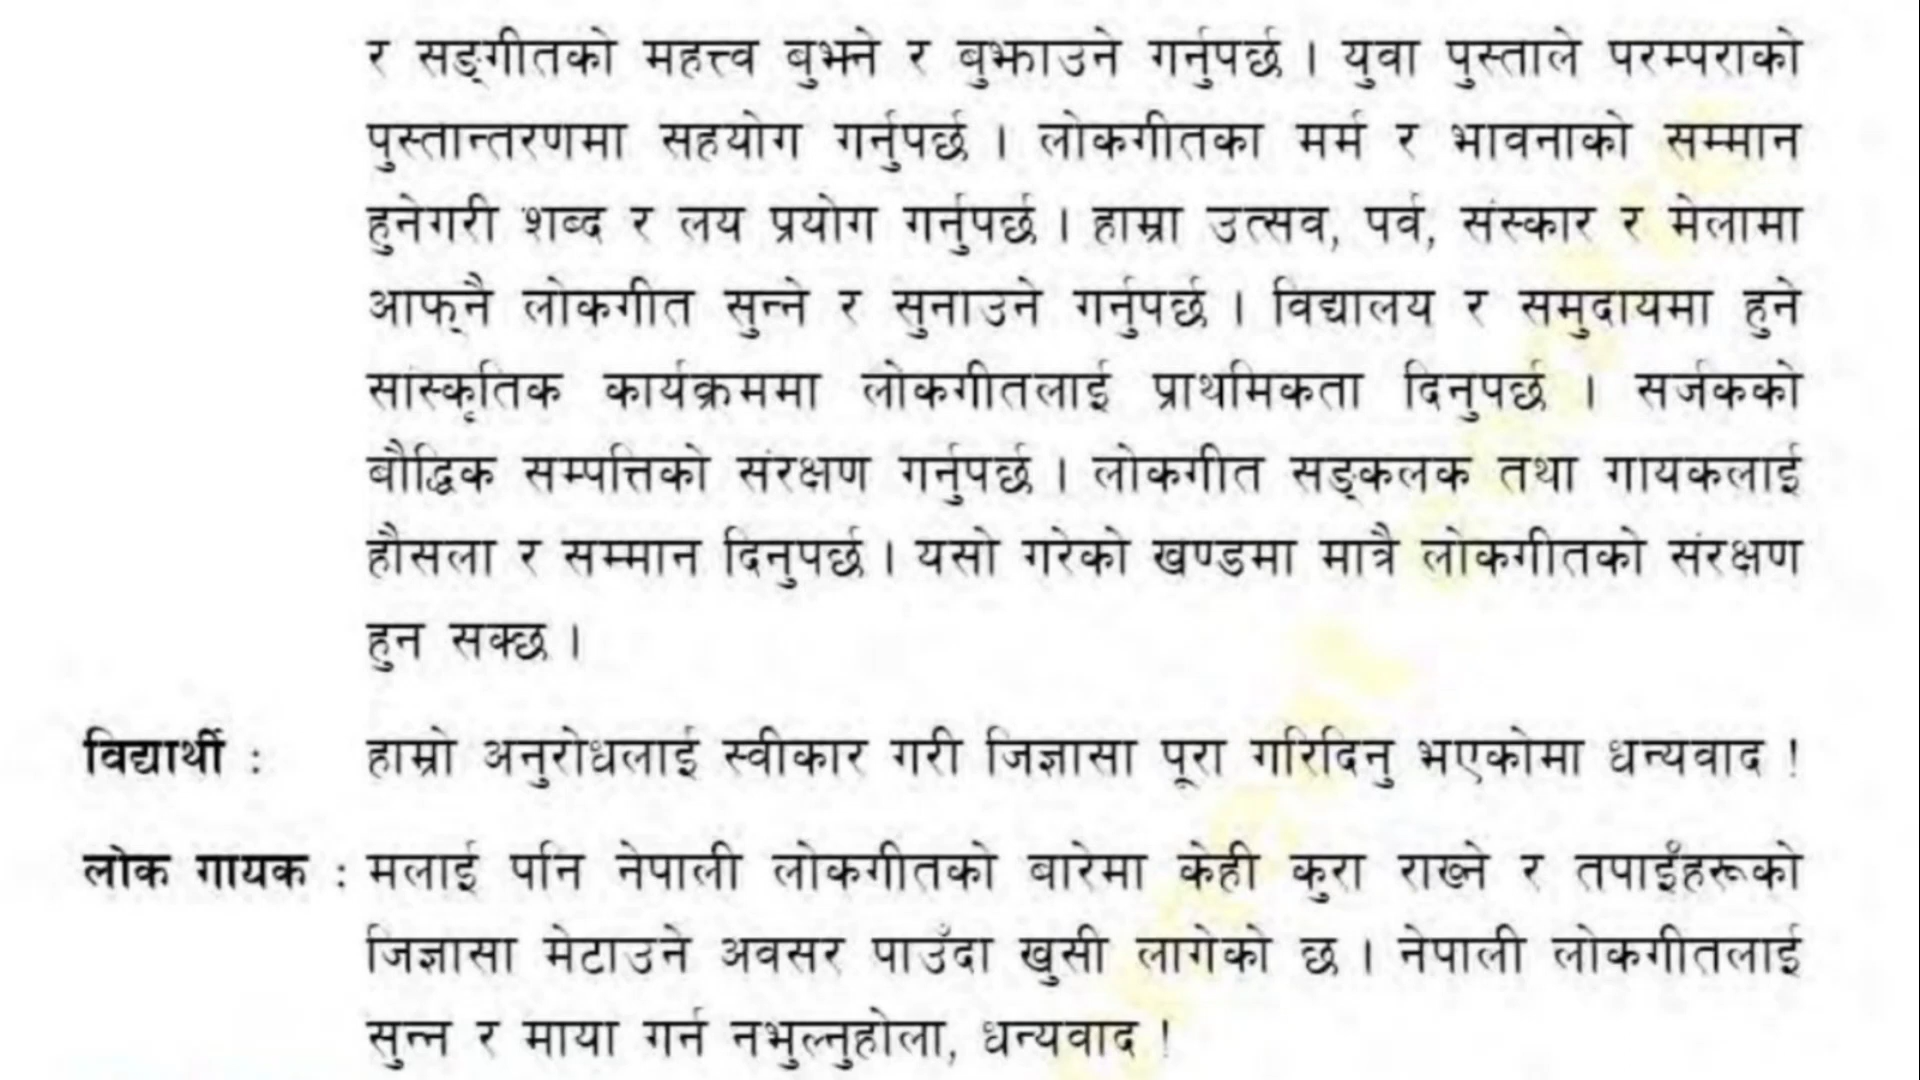 र सङ्गीतको महत्त्व बुझ्ने र बुझाउने गर्नुपर्छ । युवा पुस्ताले परम्पराको
पुस्तान्तरणमा सहयोग गर्नुपर्छ । लोकगीतका मर्म र भावनाको सम्मान
हुनेगरी शब्द र लय प्रयोग गर्नुपर्छ । हाम्रा उत्सव, पर्व, संस्कार र मेलामा
आफ्नै लोकगीत सुन्ने र सुनाउने गर्नुपर्छ । विद्यालय र समुदायमा हुने
सांस्कृतिक कार्यक्रममा लोकगीतलाई प्राथमिकता दिनुपर्छ । सर्जकको
बौद्धिक सम्पत्तिको संरक्षण गर्नुपर्छ । लोकगीत सङ्कलक तथा गायकलाई
हौसला र सम्मान दिनुपर्छ । यसो गरेको खण्डमा मात्रै लोकगीतको संरक्षण
हुन सक्छ ।
विद्यार्थी : हाम्रो अनुरोधलाई स्वीकार गरी जिज्ञासा पूरा गरिदिनु भएकोमा धन्यवाद !
लोक गायक : मलाई पनि नेपाली लोकगीतको बारेमा केही कुरा राख्ने र तपाईंहरूको
जिज्ञासा मेटाउने अवसर पाउँदा खुसी लागेको छ । नेपाली लोकगीतलाई
सुन्न र माया गर्न नभुल्नुहोला, धन्यवाद !